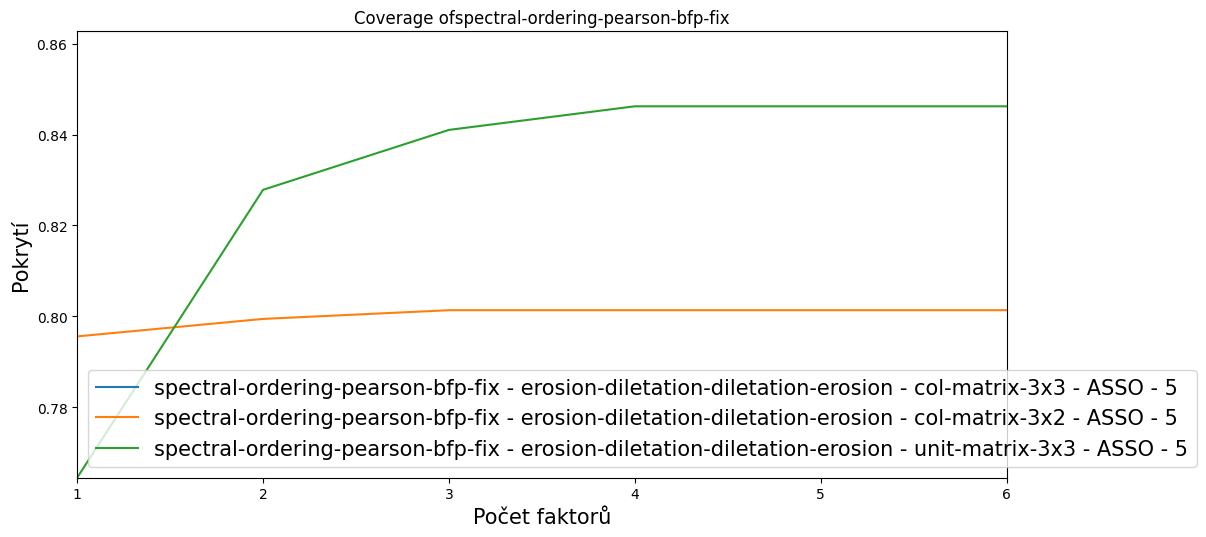 Coverage ofspectral-ordering-pearson-bfp-fix
0.86
0.84
0.82
0.80
0.78
Pokrytí
spectral-ordering-pearson-bfp-fix - erosion-diletation-diletation-erosion - col-matrix-3x3 - ASSO - 5
spectral-ordering-pearson-bfp-fix - erosion-diletation-diletation-erosion - col-matrix-3x2 - ASSO - 5
spectral-ordering-pearson-bfp-fix - erosion-diletation-diletation-erosion - unit-matrix-3x3 - ASSO - 5
1 2 3 4 5 6
Počet faktorů